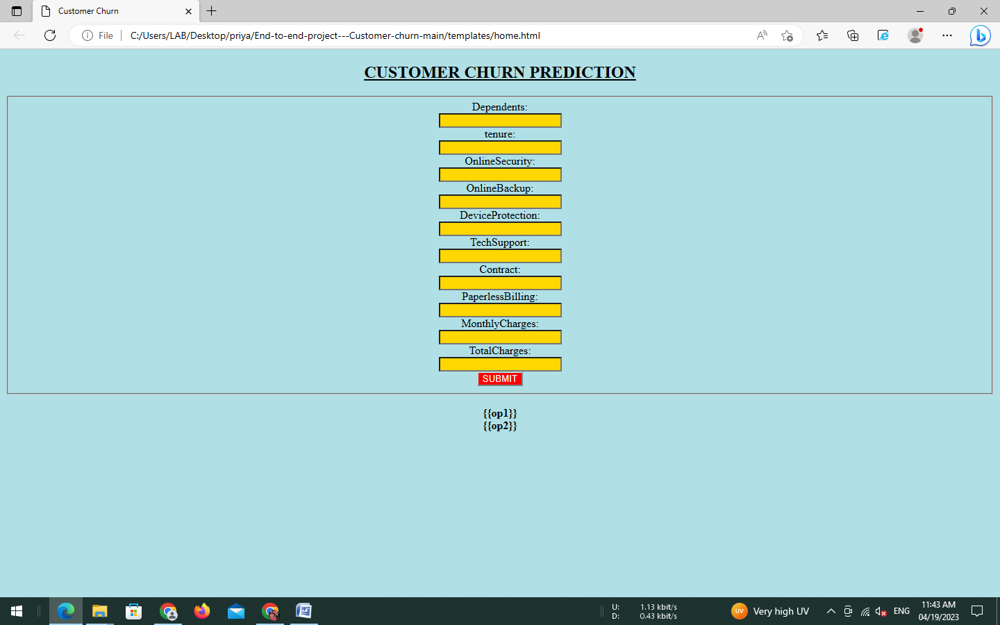 Customer Churn
File
C:/Users/LAB/Desktop/priya/End-to-end-project---Customer-churn-main/templates/home.html
CUSTOMER CHURN PREDICTION
Dependents:
tenure:
OnlineSecurity:
OnlineBackup:
DeviceProtection:
TechSupport:
Contract:
PaperlessBilling:
MonthlyCharges:
TotalCharges:
SUBMIT
{{op1}}
{{op2}}
U: 1.13 kbit/s
D: 0.43 kbit/s
UV
Very high UV
ENG
11:43 AM
04/19/2023